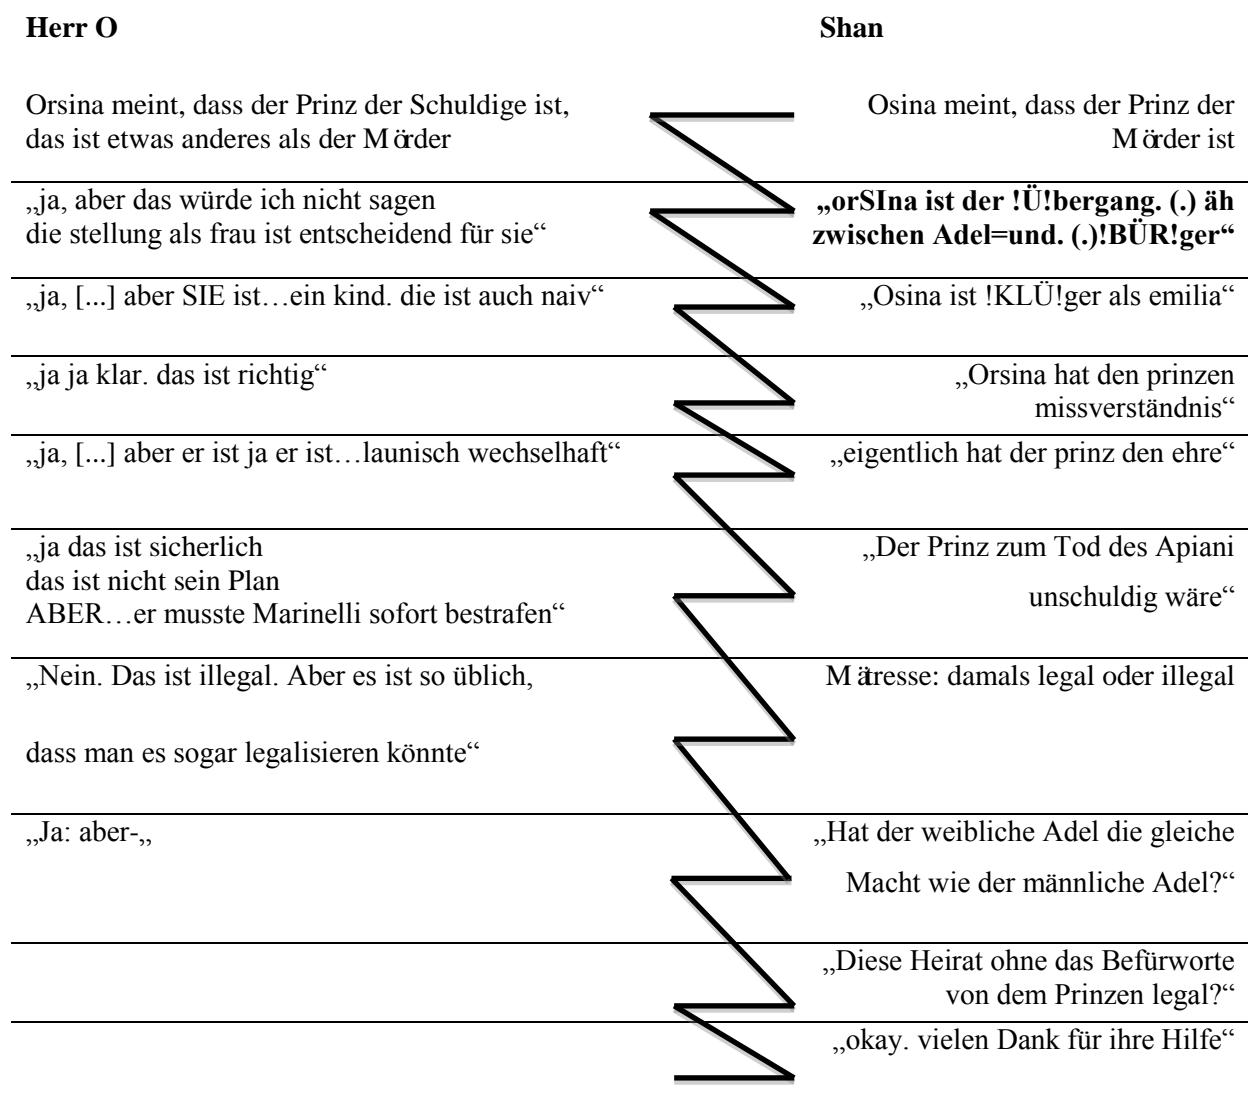 Herr O
Shan
Orsina meint, dass der Prinz der Schuldige ist,
das ist etwas anderes als der Mörder
Osina meint, dass der Prinz der
Mörder ist
„ja, aber das würde ich nicht sagen
die stellung als frau ist entscheidend für sie“
„orSIna ist der !Ü!bergang. (.) äh
zwischen Adel=und. (.)!BÜR!ger“
„ja, [...] aber SIE ist…ein kind. die ist auch naiv“
„Osina ist !KLÜ!ger als emilia“
„ja ja klar. das ist richtig“
„Orsina hat den prinzen
missverständnis“
„ja, [...] aber er ist ja er ist…launisch wechselhaft“
„eigentlich hat der prinz den ehre“
„ja das ist sicherlich
das ist nicht sein Plan
ABER…er musste Marinelli sofort bestrafen“
„Der Prinz zum Tod des Apiani
unschuldig wäre“
„Nein. Das ist illegal. Aber es ist so üblich,
dass man es sogar legalisieren könnte“
Mätresse: damals legal oder illegal
„Ja: aber-„
„Hat der weibliche Adel die gleiche
Macht wie der männliche Adel?“
„Diese Heirat ohne das Befürworte
von dem Prinzen legal?“
„okay. vielen Dank für ihre Hilfe“